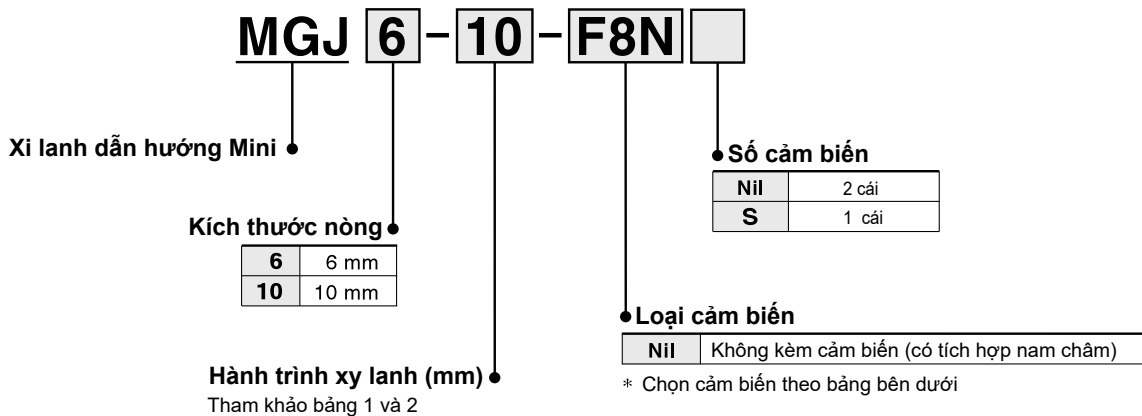 MGJ 6 - 10 - F8N
Xi lanh dẫn hướng Mini
Số cảm biến
Nil 2 cái
S 1 cái
Kích thước nòng
6 6 mm
10 10 mm
Loại cảm biến
Nil Không kèm cảm biến (có tích hợp nam châm)
* Chọn cảm biến theo bảng bên dưới
Hành trình xy lanh (mm)
Tham khảo bảng 1 và 2